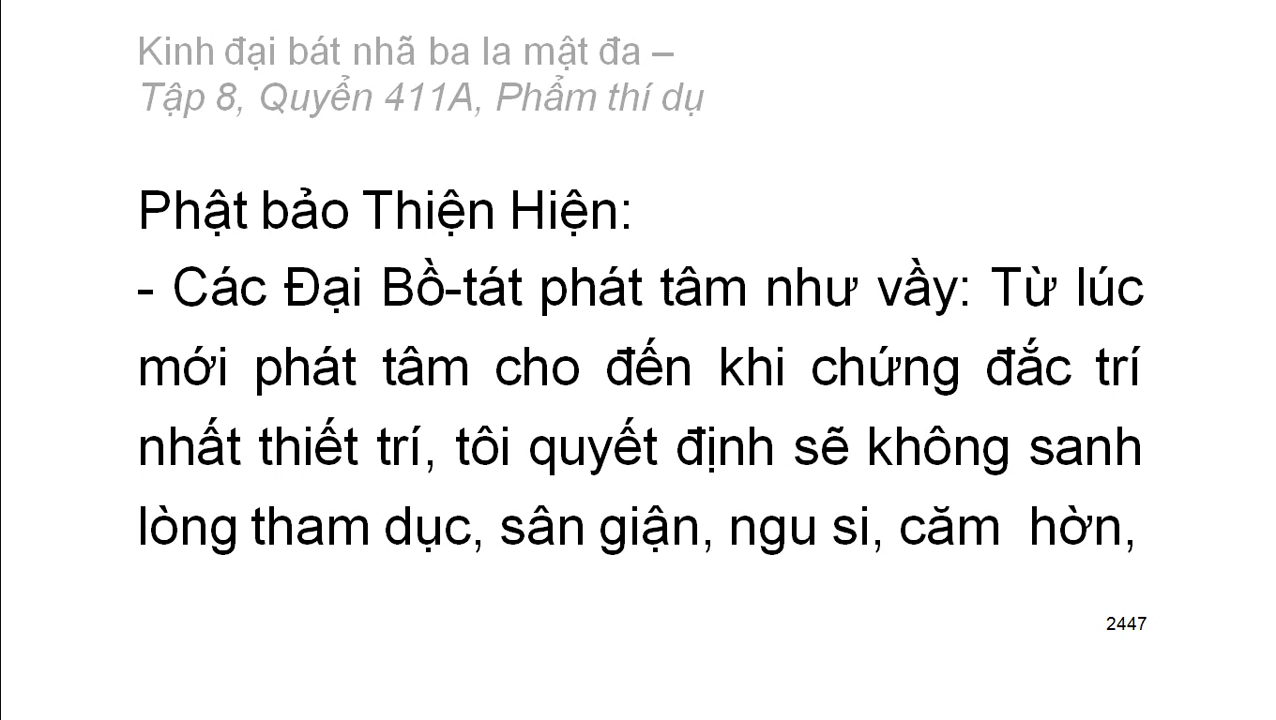 Kinh đại bát nhã ba la mật đa –
Tập 8, Quyển 411A, Phẩm thí dụ
Phật bảo Thiện Hiện:
- Các Đại Bồ-tát phát tâm như vầy: Từ lúc
mới phát tâm cho đến khi chứng đắc trí
nhất thiết trí, tôi quyết định sẽ không sanh
lòng tham dục, sân giận, ngu si, căm hờn,
2447